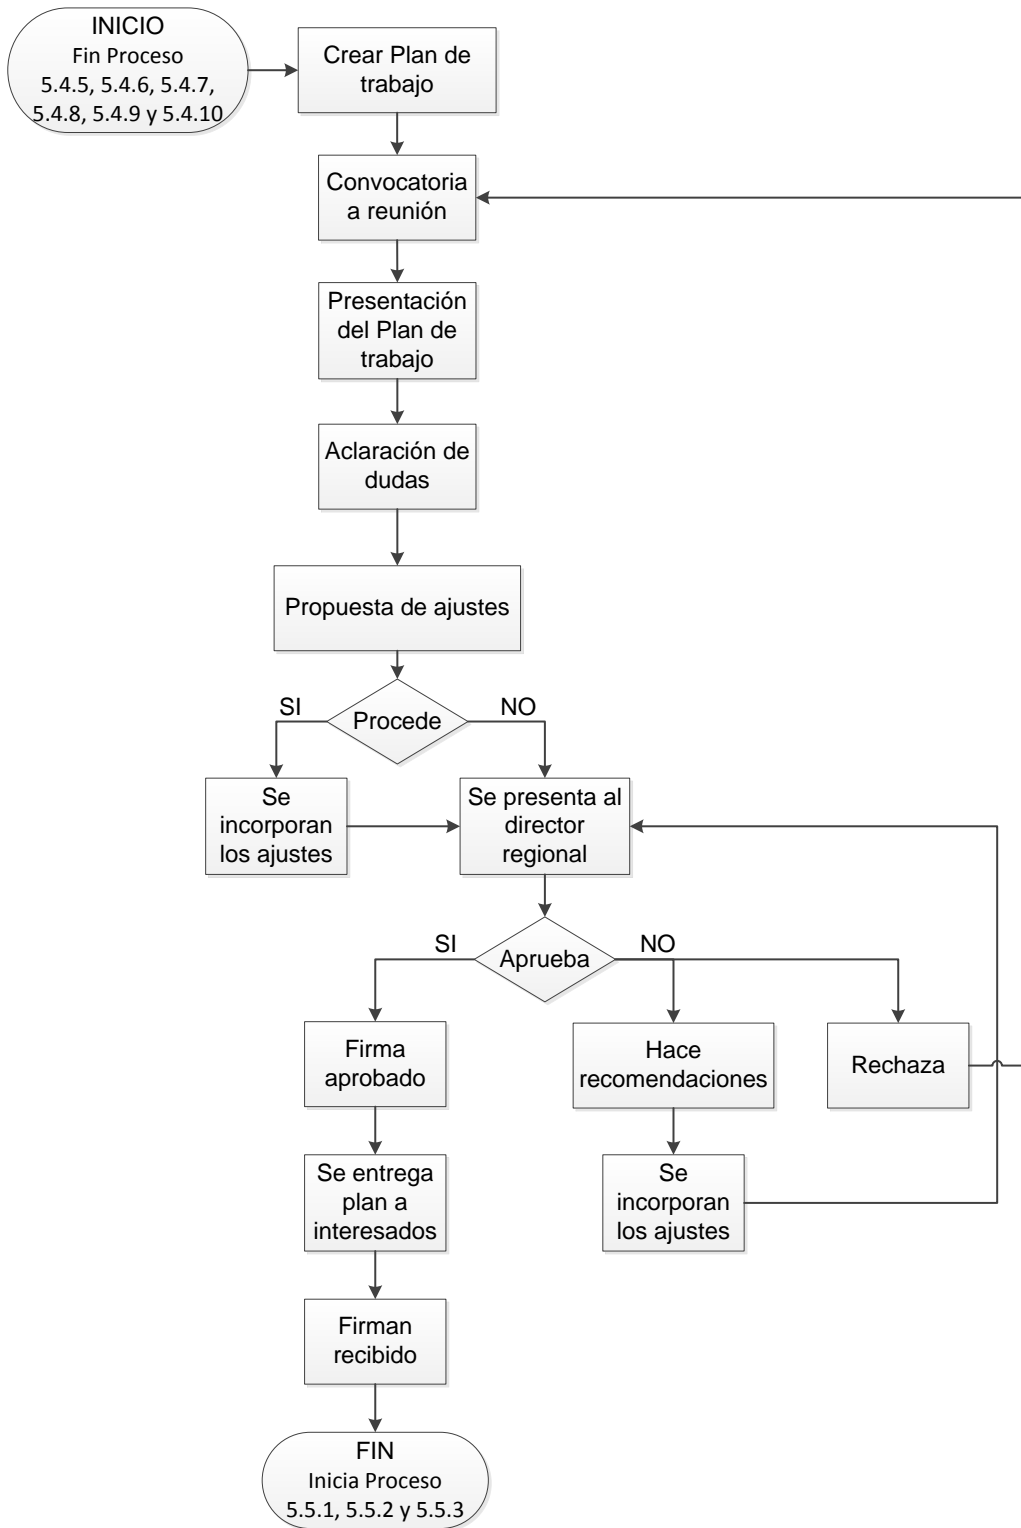 INICIO
Fin Proceso
5.4.5, 5.4.6, 5.4.7,
5.4.8, 5.4.9 y 5.4.10
Crear Plan de
trabajo
Convocatoria
a reunión
Presentación
del Plan de
trabajo
Aclaración de
dudas
Propuesta de ajustes
SI
Procede
NO
Se
incorporan
los ajustes
Se presenta al
director
regional
SI
Aprueba
NO
Firma
aprobado
Hace
recomendaciones
Rechaza
Se entrega
plan a
interesados
Se
incorporan
los ajustes
Firman
recibido
FIN
Inicia Proceso
5.5.1, 5.5.2 y 5.5.3